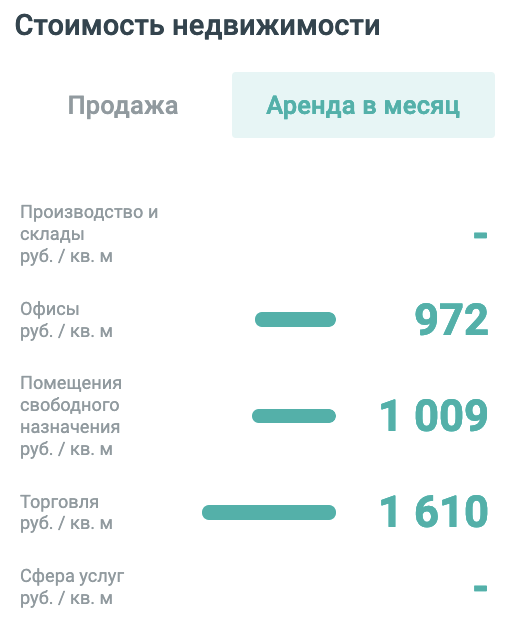 Стоимость недвижимости
Продажа
Аренда в месяц
Производство и
склады
руб. / кв. м
-
Офисы
руб. / кв. м
972
Помещения
свободного
назначения
руб. / кв. м
1 009
Торговля
руб. / кв. м
1 610
Сфера услуг
руб. / кв. м
-